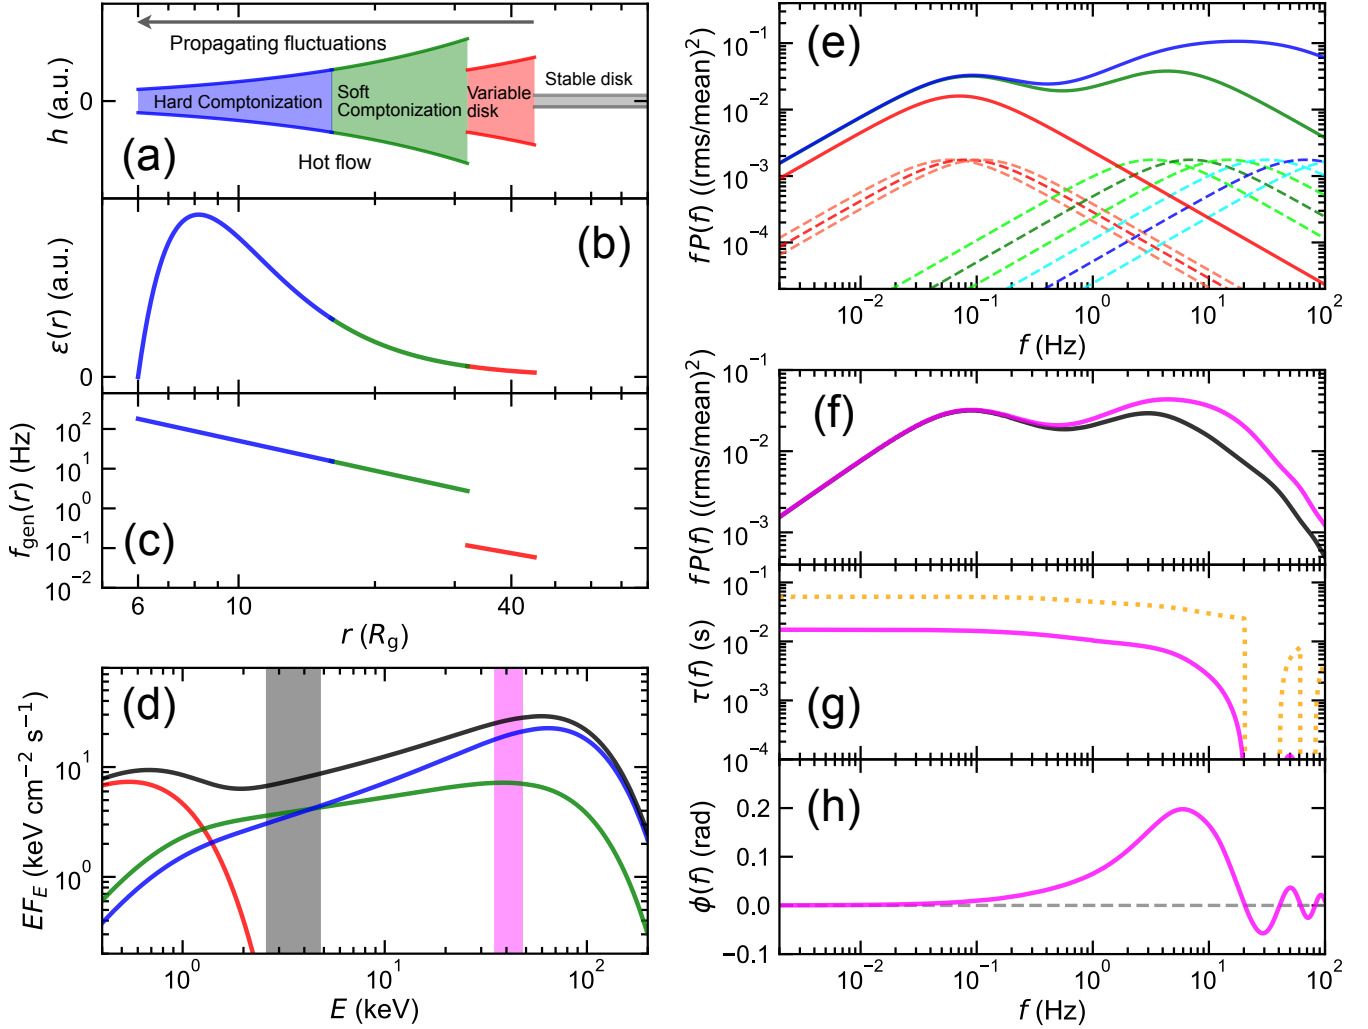 h (a.u.)
0
Propagating fluctuations
Hard Comptonization
Soft
Comptonization
Variable
disk
Stable disk
Hot flow
(a)
ε(r) (a.u.)
0
(b)
f_gen(r) (Hz)
10^2
10^1
10^0
10^-1
10^-2
(c)
6
10
40
r (R_g)
EF_E (keV cm^-2 s^-1)
10^1
10^0
(d)
10^0
10^1
10^2
E (keV)
fP(f) ((rms/mean)^2)
10^-1
10^-2
10^-3
10^-4
(e)
10^-2
10^-1
10^0
10^1
10^2
f (Hz)
fP(f) ((rms/mean)^2)
10^-1
10^-2
10^-3
(f)
τ(f) (s)
10^-1
10^-2
10^-3
10^-4
(g)
ϕ(f) (rad)
0.2
0.1
0.0
−0.1
(h)
10^-2
10^-1
10^0
10^1
10^2
f (Hz)